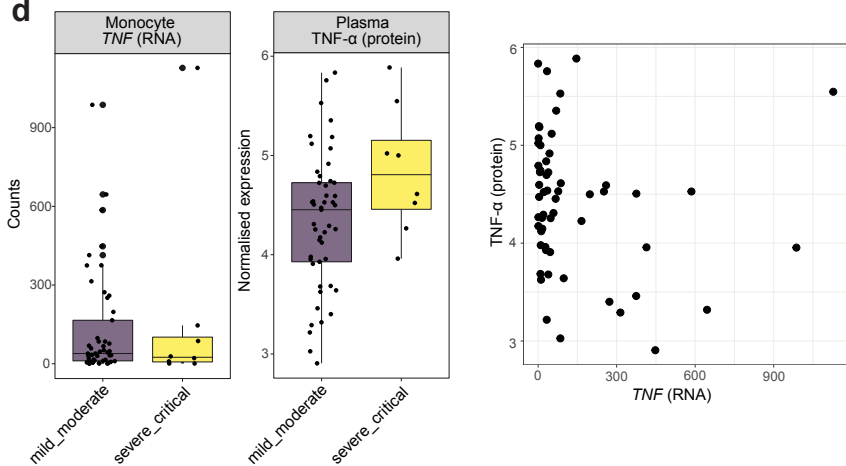 d
Monocyte
TNF (RNA)
Counts
900
600
300
0
mild_moderate
severe_critical
Plasma
TNF-α (protein)
Normalised expression
6
5
4
3
mild_moderate
severe_critical
TNF-α (protein)
6
5
4
3
0
300
600
900
TNF (RNA)